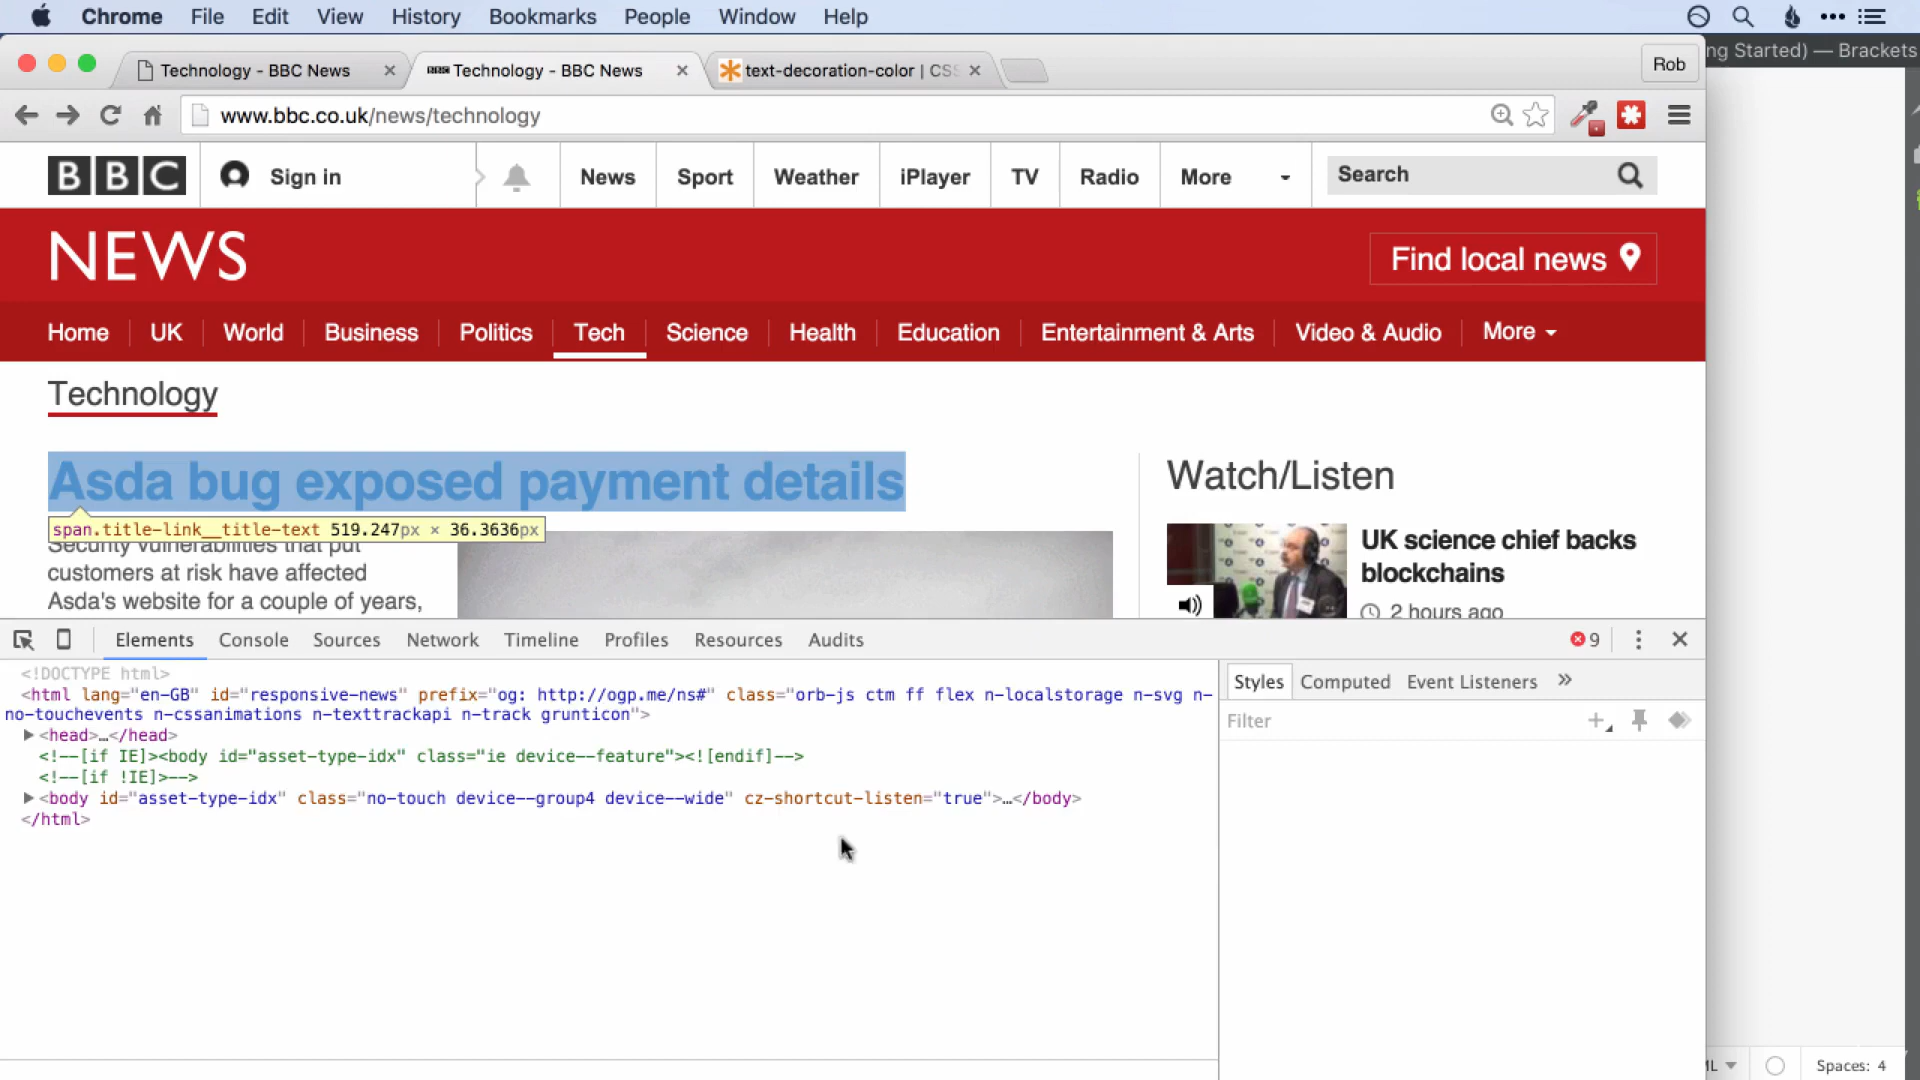 Chrome File Edit View History Bookmarks People Window Help
ng Started) — Brackets
Technology - BBC News
Technology - BBC News
text-decoration-color | CSS
Rob
www.bbc.co.uk/news/technology
BBC Sign in News Sport Weather iPlayer TV Radio More Search
NEWS
Find local news
Home UK World Business Politics Tech Science Health Education Entertainment & Arts Video & Audio More
Technology
Asda bug exposed payment details
span.title-link__title-text 519.247px × 36.3636px
Security vulnerabilities that put
customers at risk have affected
Asda's website for a couple of years,
Watch/Listen
UK science chief backs
blockchains
2 hours ago
Elements Console Sources Network Timeline Profiles Resources Audits
9
<!DOCTYPE html>
<html lang="en-GB" id="responsive-news" prefix="og: http://ogp.me/ns#" class="orb-js ctm ff flex n-localstorage n-svg n-
no-touchevents n-cssanimations n-texttrackapi n-track grunticon">
<head>…</head>
<!--[if IE]><body id="asset-type-idx" class="ie device--feature"><![endif]-->
<!--[if !IE]>-->
<body id="asset-type-idx" class="no-touch device--group4 device--wide" cz-shortcut-listen="true">…</body>
</html>
Styles Computed Event Listeners »
Filter
Spaces: 4